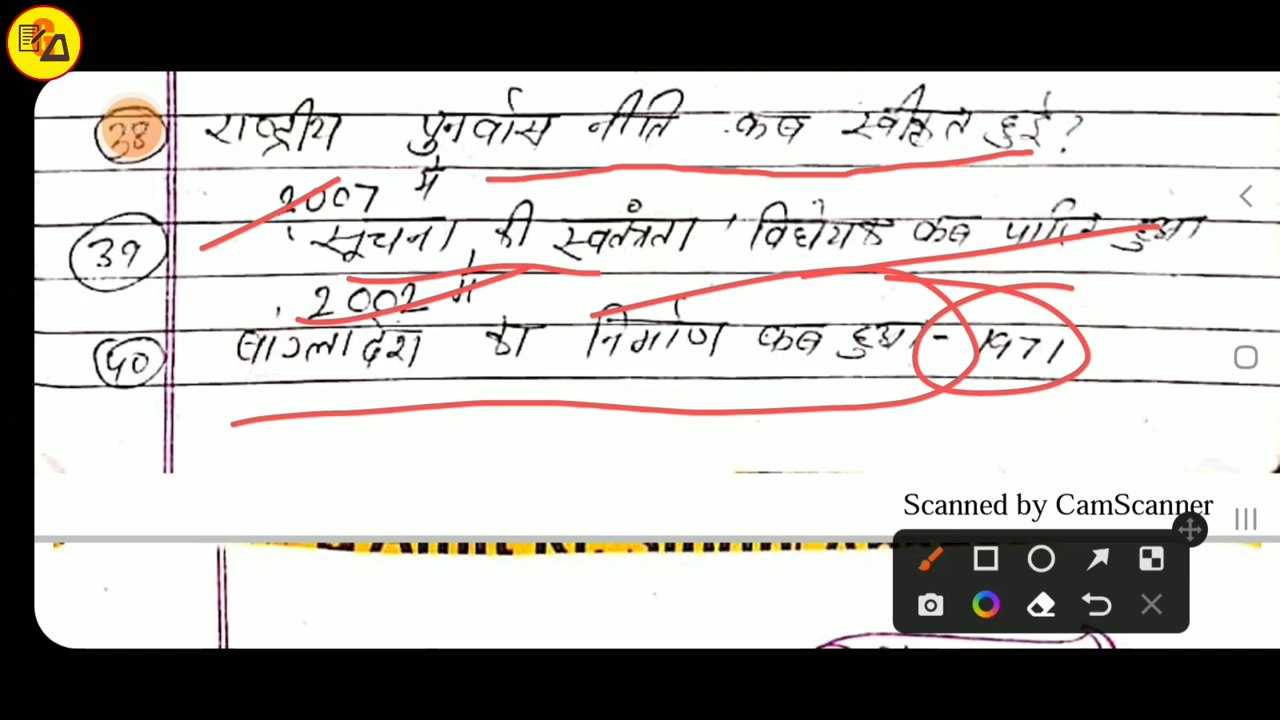 38 राष्ट्रीय पुनर्वास नीति कब स्वीकृत हुई?
2007 में
39 सूचना की स्वतंत्रता विधेयक कब पारित हुआ
2002 में
40 बांग्लादेश का निर्माण कब हुआ - 1971
Scanned by CamScanner